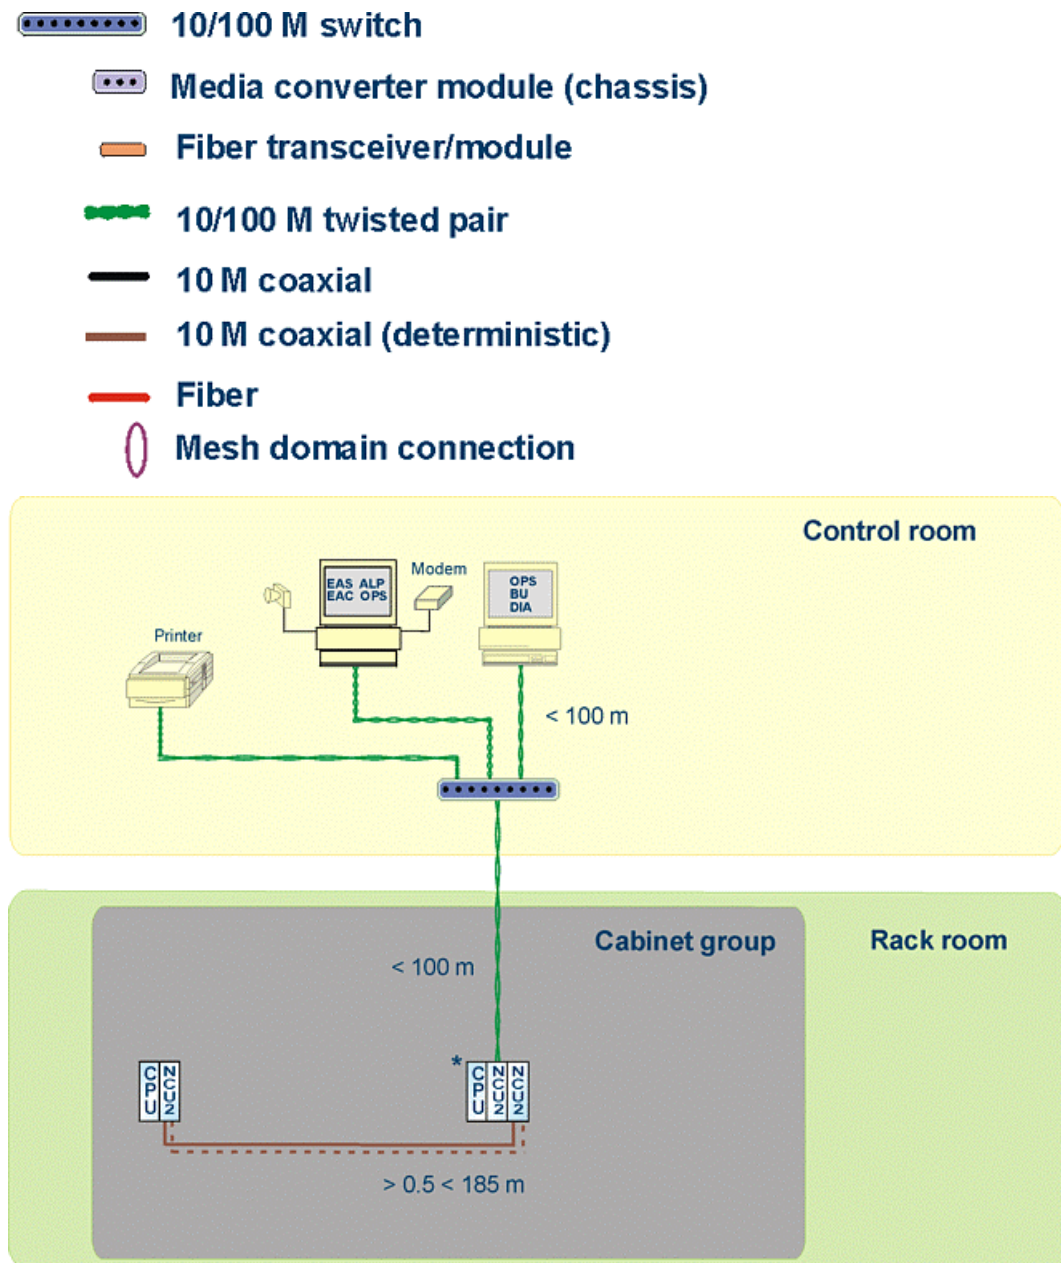 10/100 M switch
Media converter module (chassis)
Fiber transceiver/module
10/100 M twisted pair
10 M coaxial
10 M coaxial (deterministic)
Fiber
Mesh domain connection
Control room
Modem
EAS ALP
EAC OPS
OPS
BU
DIA
Printer
< 100 m
Cabinet group
Rack room
< 100 m
*
CPU
NCU2
CPU
NCU2
NCU2
> 0.5 < 185 m